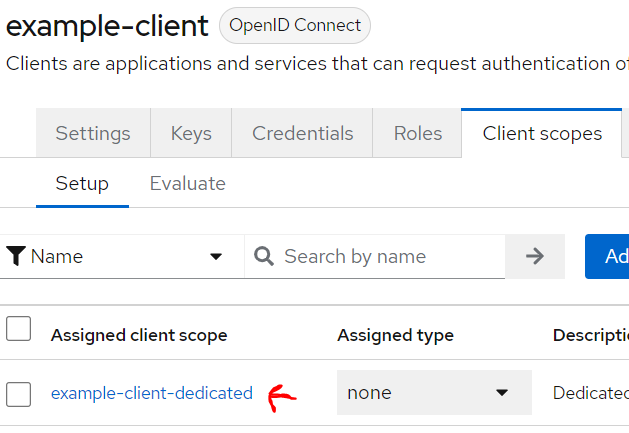 example-client OpenID Connect
Clients are applications and services that can request authentication of
Settings Keys Credentials Roles Client scopes
Setup Evaluate
Name Search by name Ad
Assigned client scope Assigned type Descripti
example-client-dedicated none Dedicated